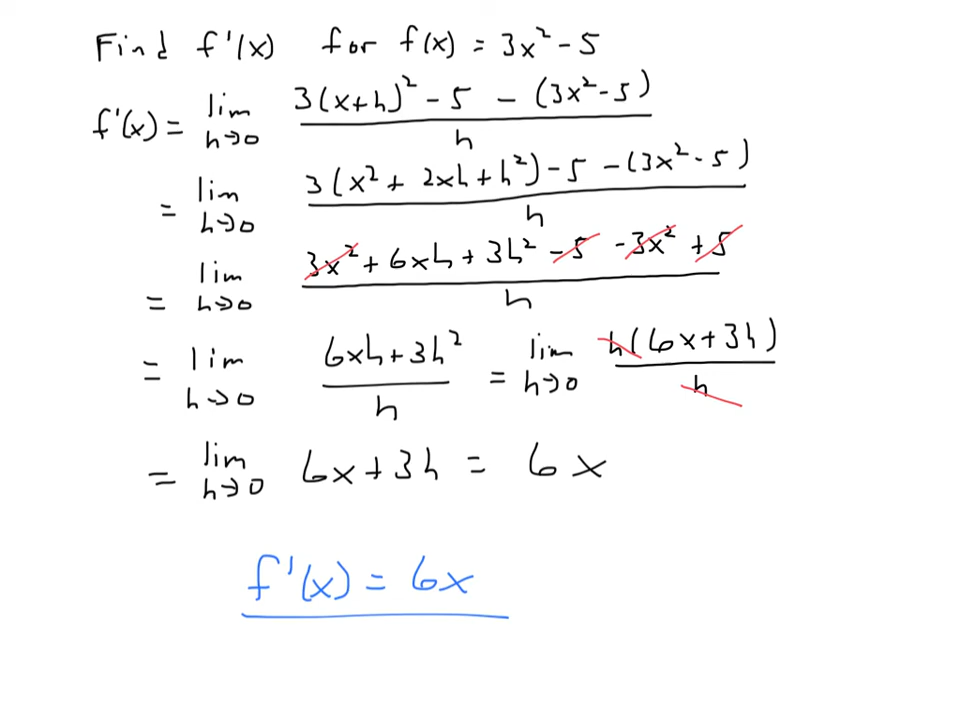 Find f'(x) for f(x) = 3x² - 5
f'(x) = lim h→0 (3(x+h)² - 5 - (3x² - 5)) / h
= lim h→0 (3(x² + 2xh + h²) - 5 - (3x² - 5)) / h
= lim h→0 (3x² + 6xh + 3h² - 5 - 3x² + 5) / h
= lim h→0 (6xh + 3h²) / h = lim h→0 h(6x + 3h) / h
= lim h→0 6x + 3h = 6x
f'(x) = 6x